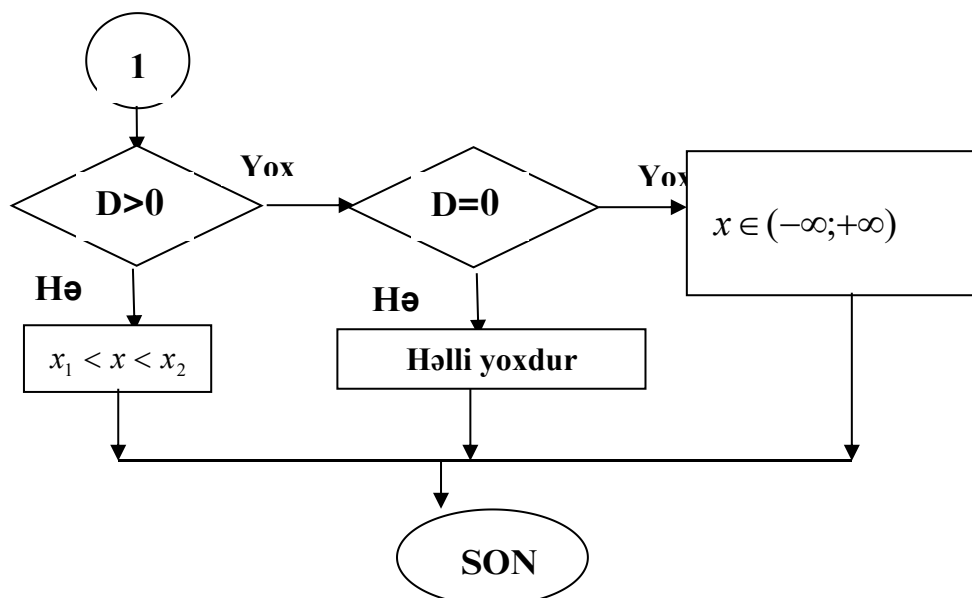 1
Yox
Yox
D>0
D=0
x ∈ (−∞;+∞)
Hə
Hə
x₁ < x < x₂
Həlli yoxdur
SON